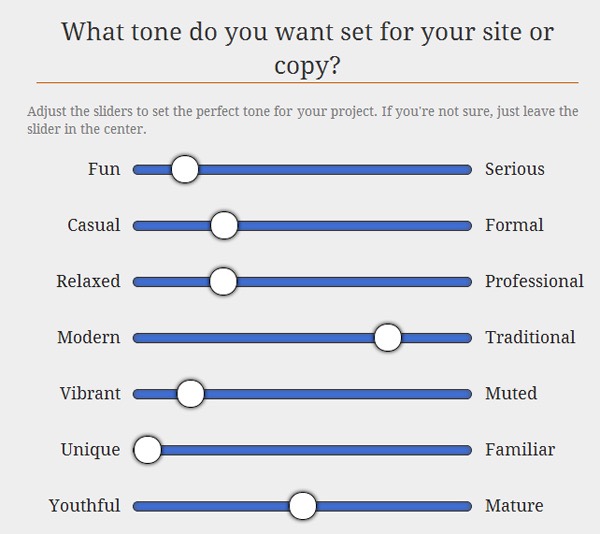 What tone do you want set for your site or
copy?
Adjust the sliders to set the perfect tone for your project. If you're not sure, just leave the
slider in the center.
Fun Serious
Casual Formal
Relaxed Professional
Modern Traditional
Vibrant Muted
Unique Familiar
Youthful Mature